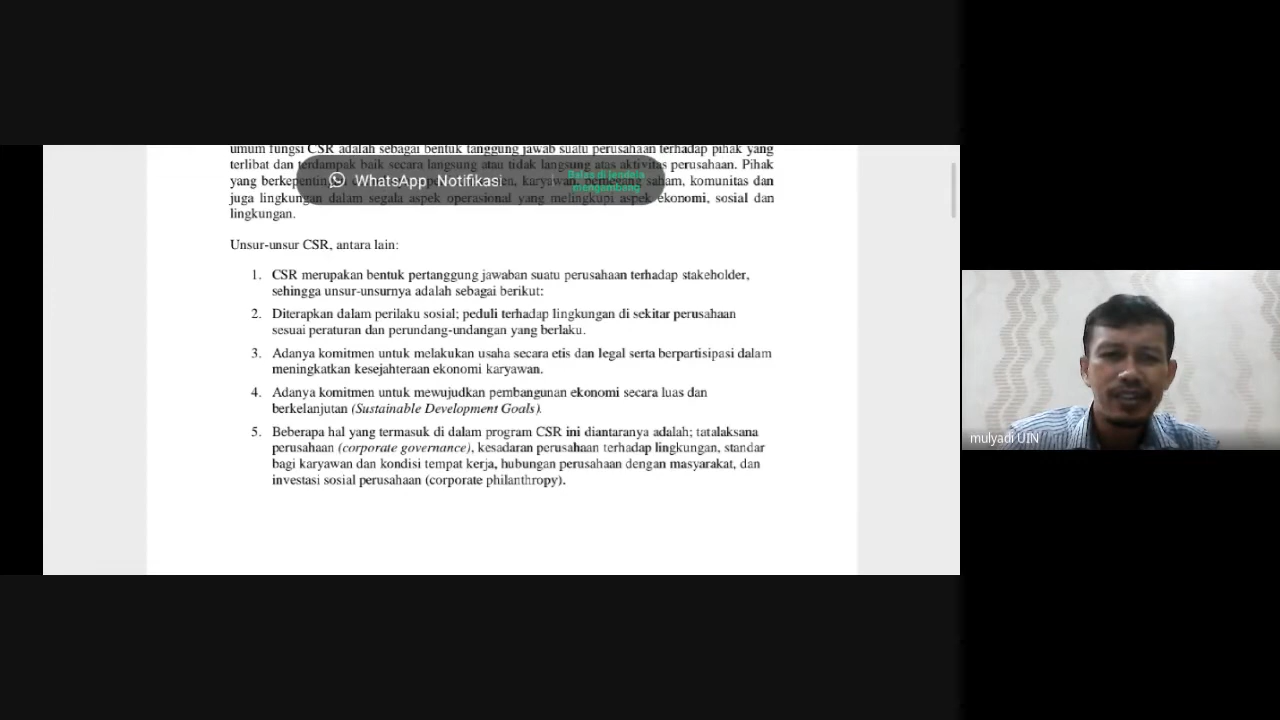 umum fungsi CSR adalah sebagai bentuk tanggung jawab suatu perusahaan terhadap pihak yang
terlibat dan terdampak baik secara langsung atau tidak langsung atas aktivitas perusahaan. Pihak
WhatsApp Notifikasi
Balas di jendela
mengambang
yang karyawan, saham, komunitas dan
juga lingkungan dalam segala aspek operasional yang melingkupi aspek ekonomi, sosial dan
lingkungan.
Unsur-unsur CSR, antara lain:
1. CSR merupakan bentuk pertanggung jawaban suatu perusahaan terhadap stakeholder,
sehingga unsur-unsurnya adalah sebagai berikut:
2. Diterapkan dalam perilaku sosial; peduli terhadap lingkungan di sekitar perusahaan
sesuai peraturan dan perundang-undangan yang berlaku.
3. Adanya komitmen untuk melakukan usaha secara etis dan legal serta berpartisipasi dalam
meningkatkan kesejahteraan ekonomi karyawan.
4. Adanya komitmen untuk mewujudkan pembangunan ekonomi secara luas dan
berkelanjutan (Sustainable Development Goals).
5. Beberapa hal yang termasuk di dalam program CSR ini diantaranya adalah; tatalaksana
perusahaan (corporate governance), kesadaran perusahaan terhadap lingkungan, standar
bagi karyawan dan kondisi tempat kerja, hubungan perusahaan dengan masyarakat, dan
investasi sosial perusahaan (corporate philanthropy).
mulyadi UIN